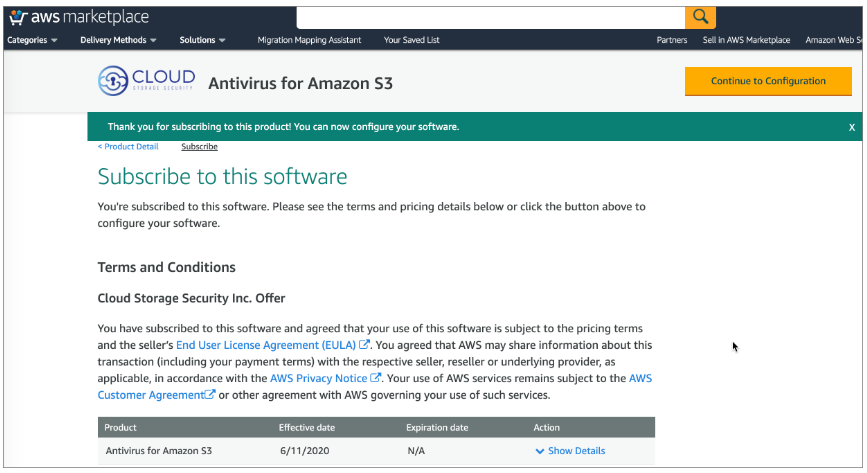 aws marketplace
Categories Delivery Methods Solutions Migration Mapping Assistant Your Saved List Partners Sell in AWS Marketplace Amazon Web S
CLOUD
STORAGE SECURITY
Antivirus for Amazon S3
Continue to Configuration
Thank you for subscribing to this product! You can now configure your software. X
< Product Detail Subscribe
Subscribe to this software
You're subscribed to this software. Please see the terms and pricing details below or click the button above to
configure your software.
Terms and Conditions
Cloud Storage Security Inc. Offer
You have subscribed to this software and agreed that your use of this software is subject to the pricing terms
and the seller's End User License Agreement (EULA). You agreed that AWS may share information about this
transaction (including your payment terms) with the respective seller, reseller or underlying provider, as
applicable, in accordance with the AWS Privacy Notice. Your use of AWS services remains subject to the AWS
Customer Agreement or other agreement with AWS governing your use of such services.
Product Effective date Expiration date Action
Antivirus for Amazon S3 6/11/2020 N/A Show Details